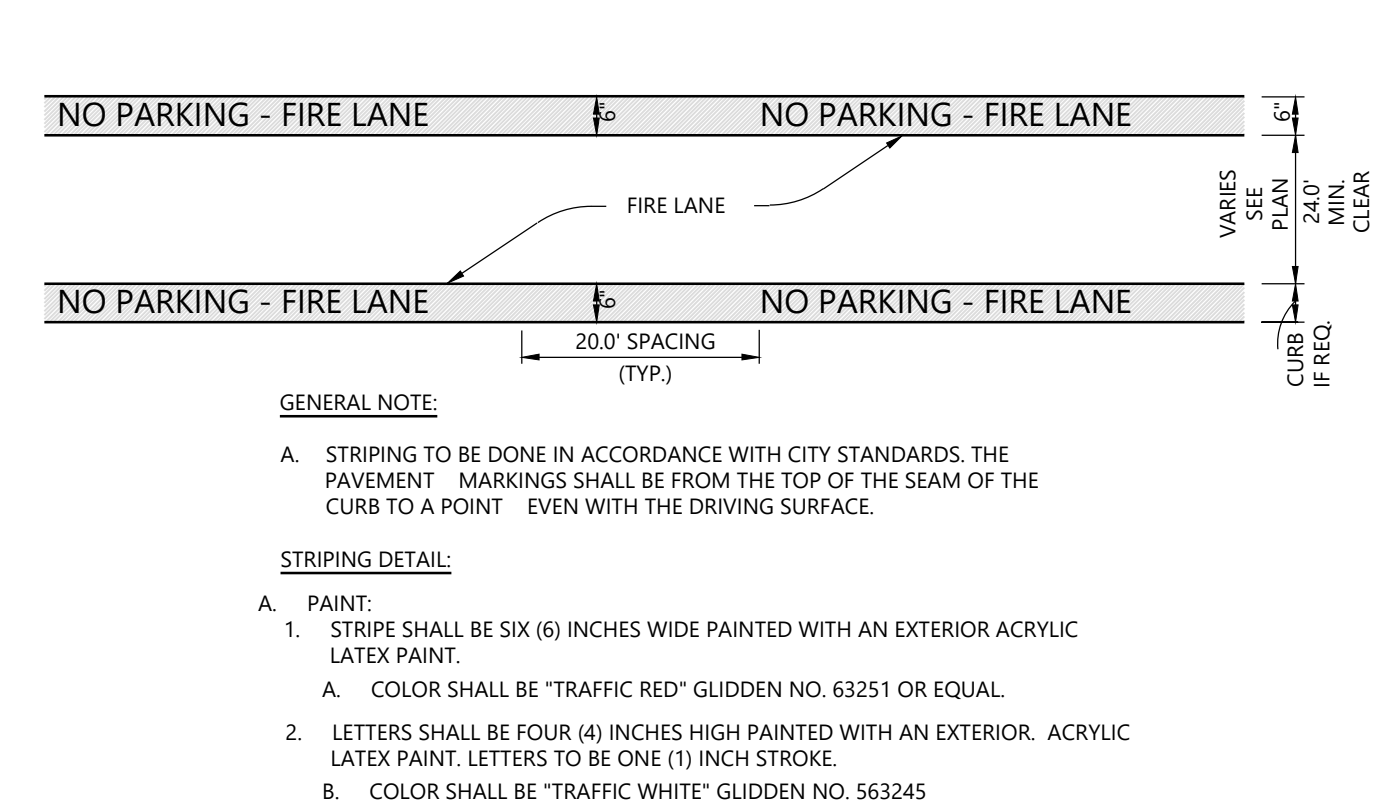 NO PARKING - FIRE LANE
6"
NO PARKING - FIRE LANE
6"
FIRE LANE
VARIES
SEE
PLAN
24.0'
MIN.
CLEAR
NO PARKING - FIRE LANE
6"
NO PARKING - FIRE LANE
20.0' SPACING
(TYP.)
CURB
IF REQ.
GENERAL NOTE:
A. STRIPING TO BE DONE IN ACCORDANCE WITH CITY STANDARDS. THE
PAVEMENT MARKINGS SHALL BE FROM THE TOP OF THE SEAM OF THE
CURB TO A POINT EVEN WITH THE DRIVING SURFACE.
STRIPING DETAIL:
A. PAINT:
1. STRIPE SHALL BE SIX (6) INCHES WIDE PAINTED WITH AN EXTERIOR ACRYLIC
LATEX PAINT.
A. COLOR SHALL BE "TRAFFIC RED" GLIDDEN NO. 63251 OR EQUAL.
2. LETTERS SHALL BE FOUR (4) INCHES HIGH PAINTED WITH AN EXTERIOR. ACRYLIC
LATEX PAINT. LETTERS TO BE ONE (1) INCH STROKE.
B. COLOR SHALL BE "TRAFFIC WHITE" GLIDDEN NO. 563245